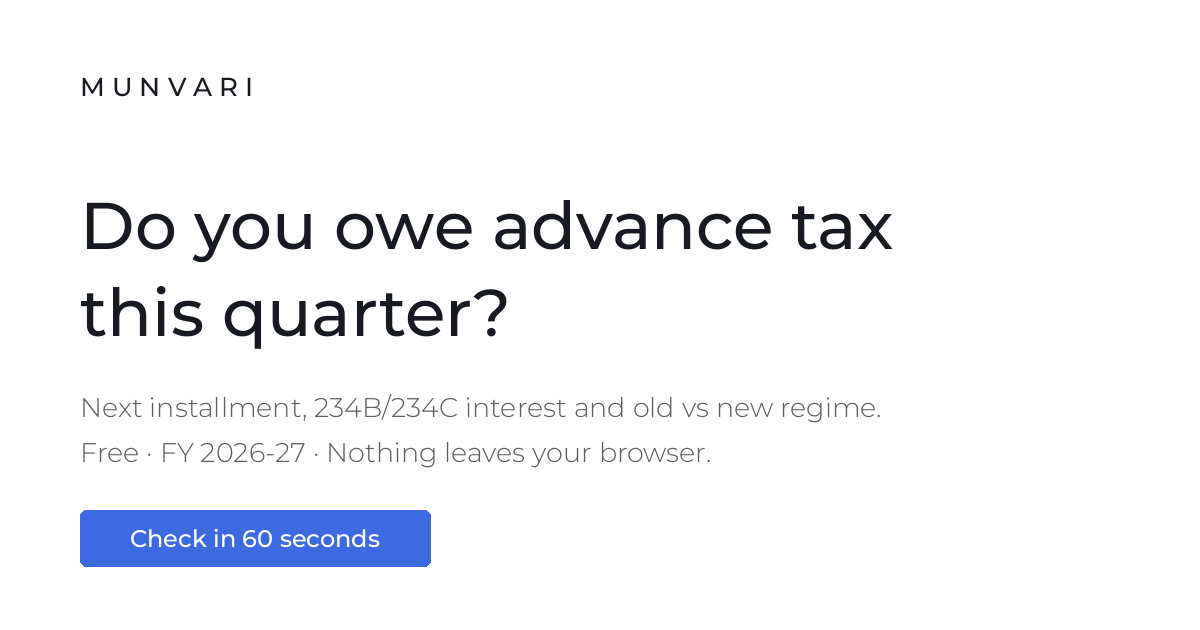 MUNVARI
Do you owe advance tax
this quarter?
Next installment, 234B/234C interest and old vs new regime.
Free · FY 2026-27 · Nothing leaves your browser.
Check in 60 seconds